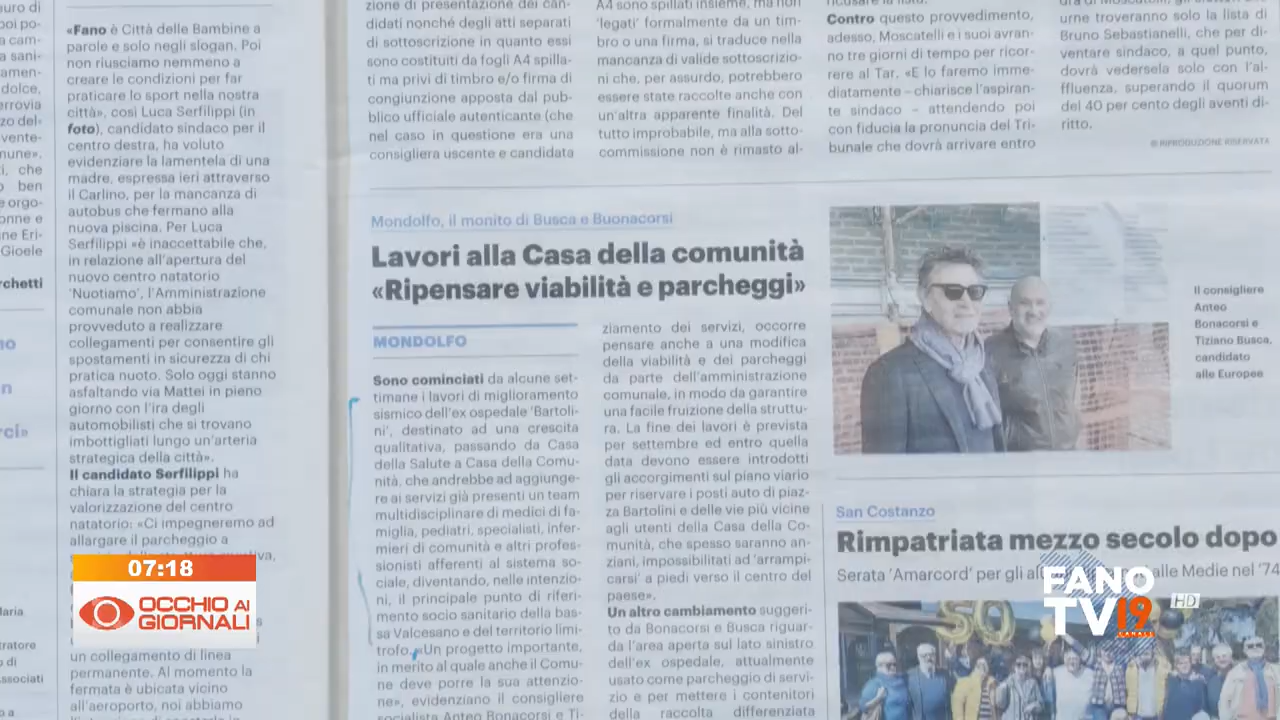 «Fano è Città delle Bambine a
parole e solo negli slogan. Poi
non riusciamo nemmeno a
creare le condizioni per far
praticare lo sport nella nostra
città», così Luca Serfilippi (in
foto), candidato sindaco per il
centro destra, ha voluto
evidenziare la lamentela di una
madre, espressa ieri attraverso
il Carlino, per la mancanza di
autobus che fermano alla
nuova piscina. Per Luca
Serfilippi «è inaccettabile che,
in relazione all'apertura del
nuovo centro natatorio
'Nuotiamo', l'Amministrazione
comunale non abbia
provveduto a realizzare
collegamenti per consentire gli
spostamenti in sicurezza di chi
pratica nuoto. Solo oggi stanno
asfaltando via Mattei in pieno
giorno con l'ira degli
automobilisti che si trovano
imbottigliati lungo un'arteria
strategica della città».
Il candidato Serfilippi ha
chiara la strategia per la
valorizzazione del centro
natatorio: «Ci impegneremo ad
allargare il parcheggio a
un collegamento di linea
permanente. Al momento la
fermata è ubicata vicino
all'aeroporto, noi abbiamo
zione di presentazione dei can-
didati nonché degli atti separati
di sottoscrizione in quanto essi
sono costituiti da fogli A4 spilla-
ti ma privi di timbro e/o firma di
congiunzione apposta dal pub-
blico ufficiale autenticante (che
nel caso in questione era una
consigliera uscente e candidata
A4 sono spillati insieme, ma non
'legati' formalmente da un tim-
bro o una firma, si traduce nella
mancanza di valide sottoscrizio-
ni che, per assurdo, potrebbero
essere state raccolte anche con
un'altra apparente finalità. Del
tutto improbabile, ma alla sotto-
commissione non è rimasto al-
ricusare la lista.
Contro questo provvedimento,
adesso, Moscatelli e i suoi avran-
no tre giorni di tempo per ricor-
rere al Tar. «E lo faremo imme-
diatamente – chiarisce l'aspiran-
te sindaco – attendendo poi
con fiducia la pronuncia del Tri-
bunale che dovrà arrivare entro
urne troveranno solo la lista di
Bruno Sebastianelli, che per di-
ventare sindaco, a quel punto,
dovrà vedersela solo con l'af-
fluenza, superando il quorum
del 40 per cento degli aventi di-
ritto.
© RIPRODUZIONE RISERVATA
Mondolfo, il monito di Busca e Buonacorsi
Lavori alla Casa della comunità
«Ripensare viabilità e parcheggi»
MONDOLFO
Sono cominciati da alcune set-
timane i lavori di miglioramento
sismico dell'ex ospedale 'Bartoli-
ni', destinato ad una crescita
qualitativa, passando da Casa
della Salute a Casa della Comu-
nità, che andrebbe ad aggiunge-
re ai servizi già presenti un team
multidisciplinare di medici di fa-
miglia, pediatri, specialisti, infer-
mieri di comunità e altri profes-
sionisti afferenti al sistema so-
ciale, diventando, nelle intenzio-
ni, il principale punto di riferi-
mento socio sanitario della bas-
sa Valcesano e del territorio limi-
trofo. «Un progetto importante,
in merito al quale anche il Comu-
ne deve porre la sua attenzio-
ne», evidenziano il consigliere
socialista Anteo Bonacorsi e Ti-
ziamento dei servizi, occorre
pensare anche a una modifica
della viabilità e dei parcheggi
da parte dell'amministrazione
comunale, in modo da garantire
una facile fruizione della struttu-
ra. La fine dei lavori è prevista
per settembre ed entro quella
data devono essere introdotti
gli accorgimenti sul piano viario
per riservare i posti auto di piaz-
za Bartolini e delle vie più vicine
agli utenti della Casa della Co-
munità, che spesso saranno an-
ziani, impossibilitati ad 'arrampi-
carsi' a piedi verso il centro del
paese».
Un altro cambiamento suggeri-
to da Bonacorsi e Busca riguar-
da l'area aperta sul lato sinistro
dell'ex ospedale, attualmente
usato come parcheggio di servi-
zio e per mettere i contenitori
della raccolta differenziata
Il consigliere
Anteo
Bonacorsi e
Tiziano Busca,
candidato
alle Europee
San Costanzo
Rimpatriata mezzo secolo dopo
Serata 'Amarcord' per gli alle Medie nel '74
50
07:18
OCCHIO AI
GIORNALI
FANO
TV19
CANALE
HD